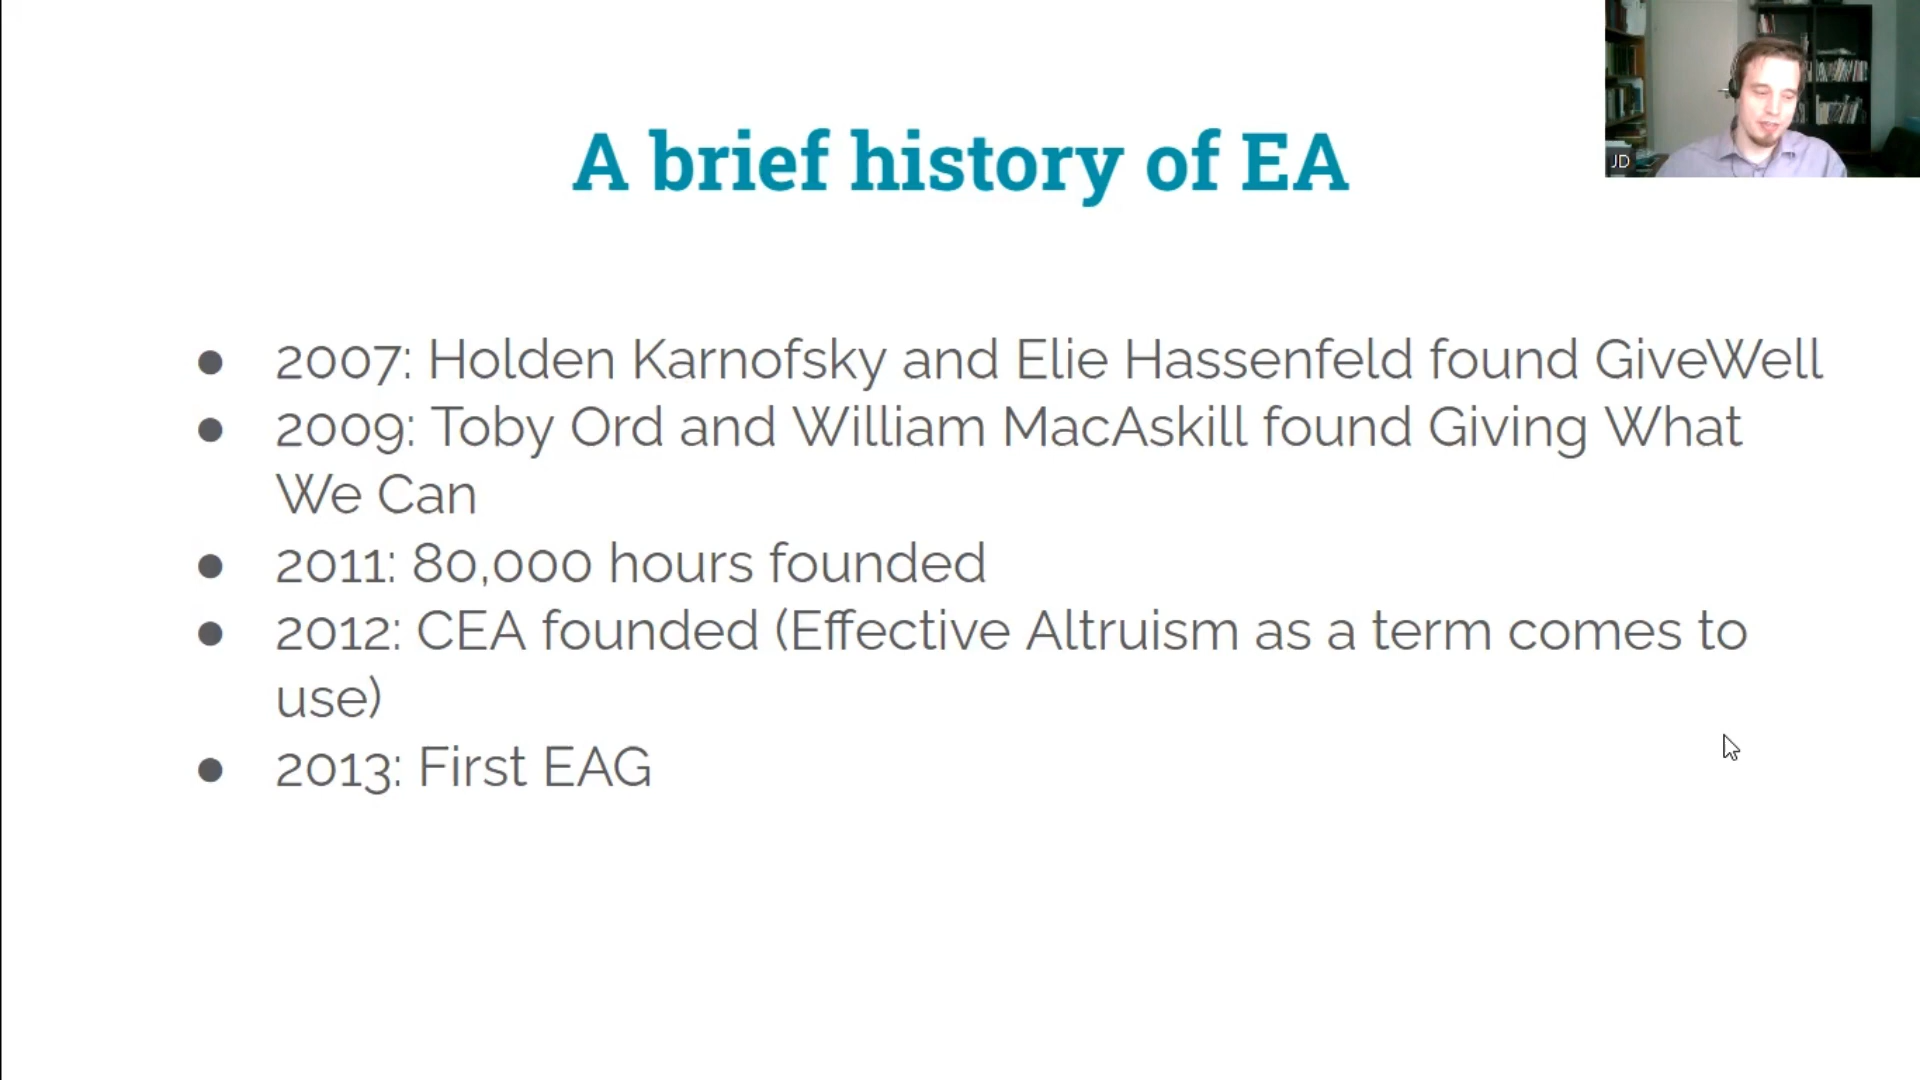 A brief history of EA
JD
● 2007: Holden Karnofsky and Elie Hassenfeld found GiveWell
● 2009: Toby Ord and William MacAskill found Giving What
We Can
● 2011: 80,000 hours founded
● 2012: CEA founded (Effective Altruism as a term comes to
use)
● 2013: First EAG